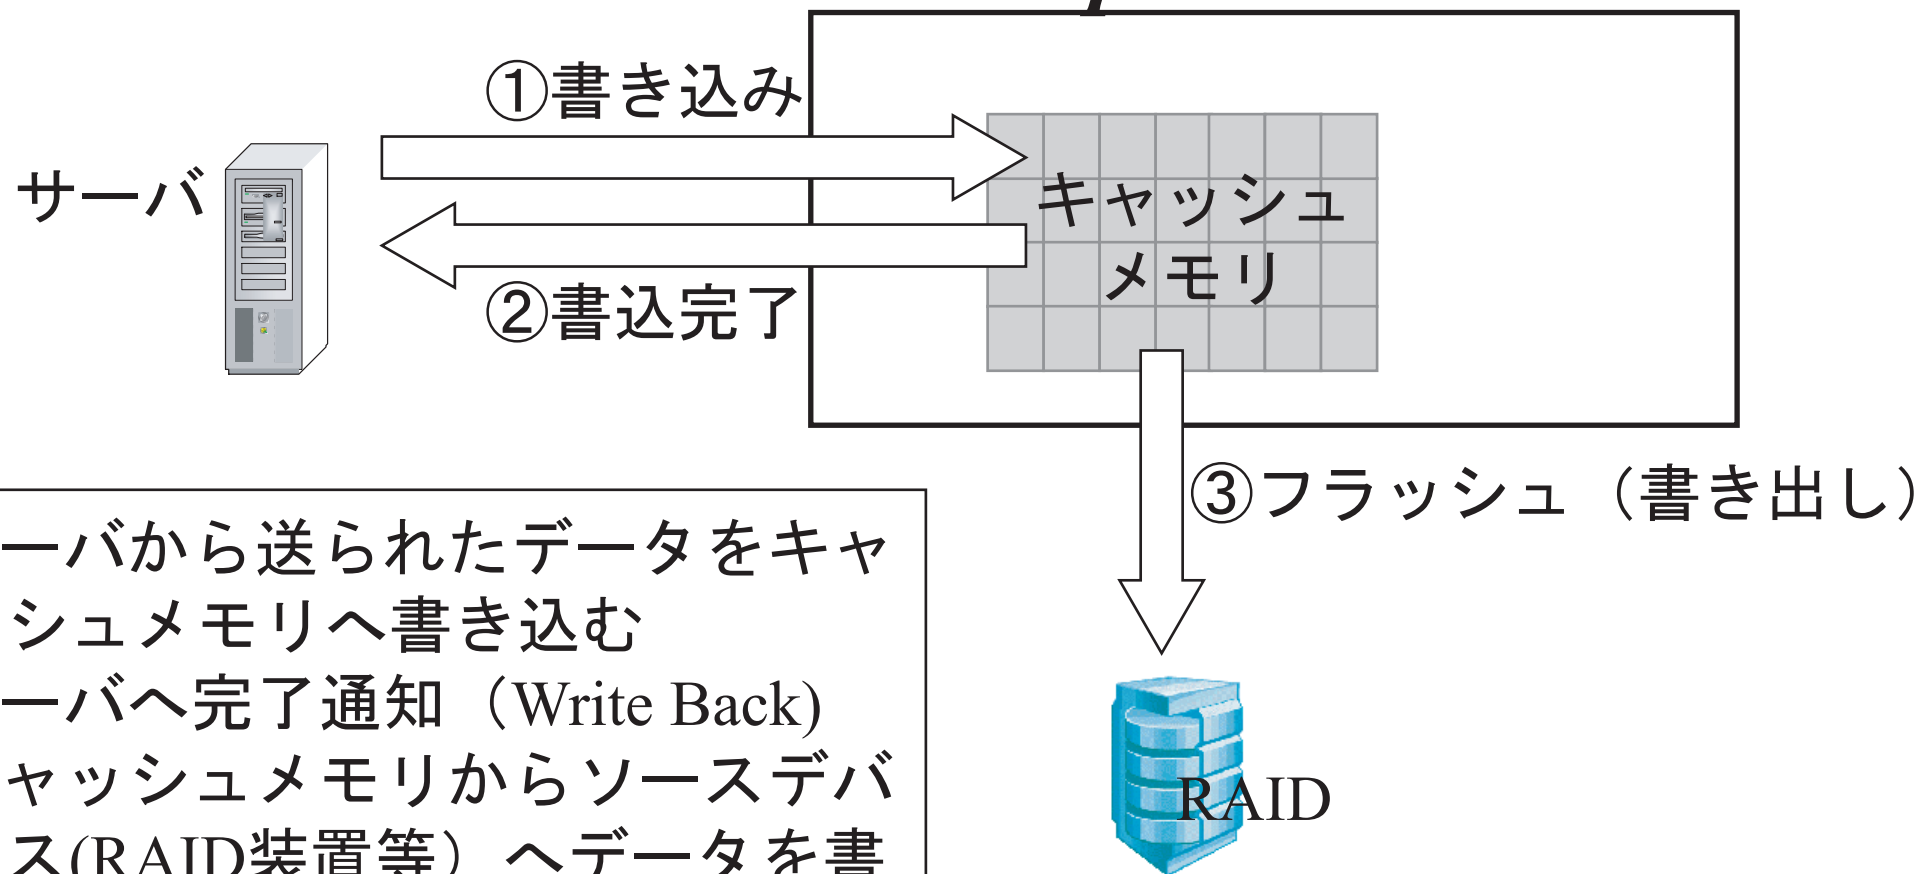 ①書き込み
サーバ
キャッシュ
メモリ
②書込完了
③フラッシュ（書き出し）
ーバから送られたデータをキャ
シュメモリへ書き込む
ーバへ完了通知（Write Back)
ャッシュメモリからソースデバ
ス(RAID装置等）へデータを書
RAID